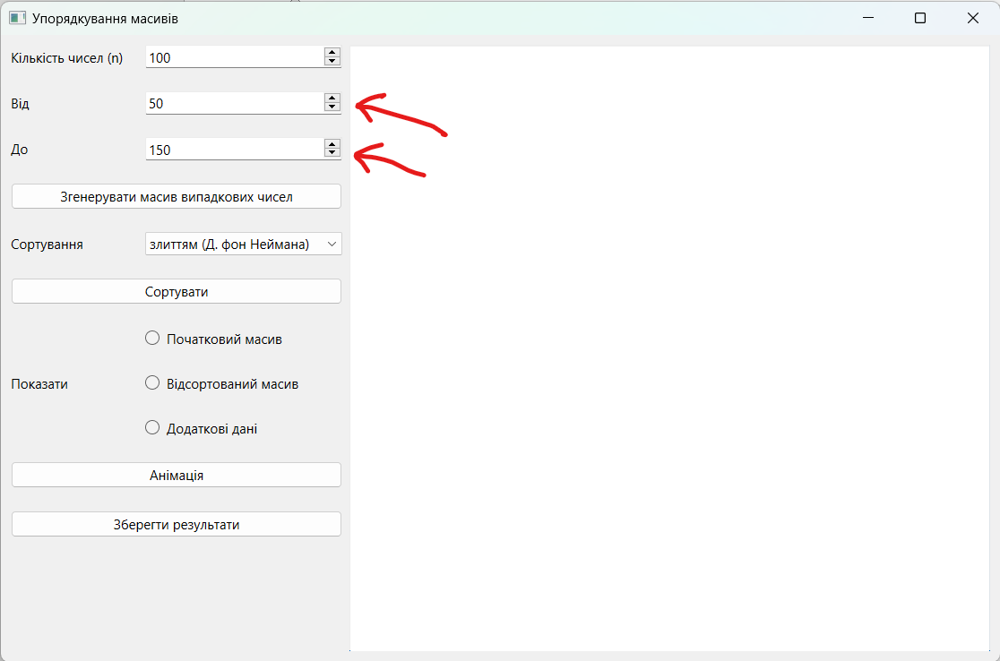 Упорядкування масивів
Кількість чисел (n) 100
Від 50
До 150
Згенерувати масив випадкових чисел
Сортування злиттям (Д. фон Неймана)
Сортувати
Початковий масив
Показати Відсортований масив
Додаткові дані
Анімація
Зберегти результати